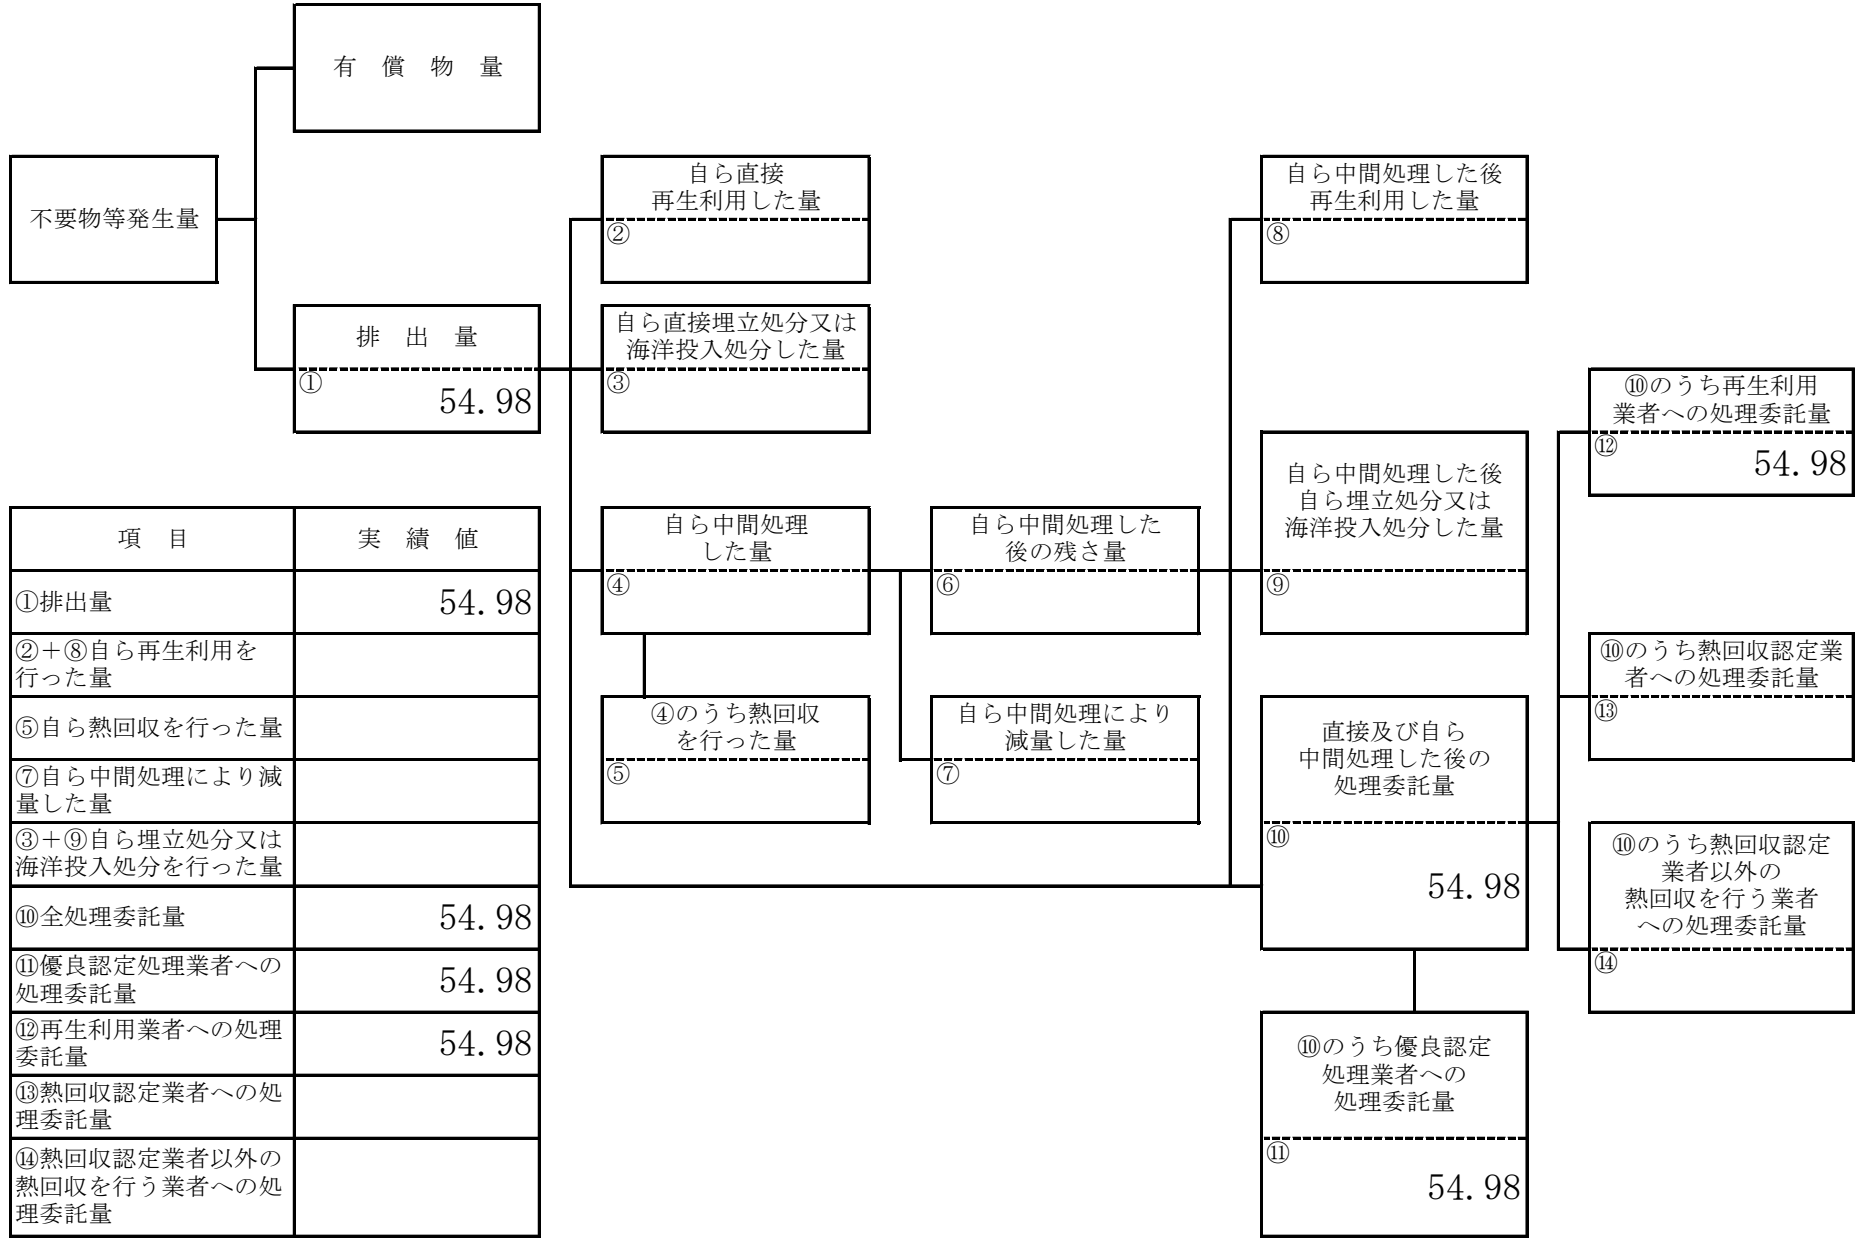 有 償 物 量
不要物等発生量
排 出 量
①
54.98
自ら直接
再生利用した量
②
自ら直接埋立処分又は
海洋投入処分した量
③
自ら中間処理
した量
④
④のうち熱回収
を行った量
⑤
自ら中間処理した
後の残さ量
⑥
自ら中間処理により
減量した量
⑦
自ら中間処理した後
再生利用した量
⑧
自ら中間処理した後
自ら埋立処分又は
海洋投入処分した量
⑨
直接及び自ら
中間処理した後の
処理委託量
⑩
54.98
⑩のうち優良認定
処理業者への
処理委託量
⑪
54.98
⑩のうち再生利用
業者への処理委託量
⑫
54.98
⑩のうち熱回収認定業
者への処理委託量
⑬
⑩のうち熱回収認定
業者以外の
熱回収を行う業者
への処理委託量
⑭
項 目 実 績 値
①排出量 54.98
②＋⑧自ら再生利用を
行った量
⑤自ら熱回収を行った量
⑦自ら中間処理により減
量した量
③＋⑨自ら埋立処分又は
海洋投入処分を行った量
⑩全処理委託量 54.98
⑪優良認定処理業者への
処理委託量 54.98
⑫再生利用業者への処理
委託量 54.98
⑬熱回収認定業者への処
理委託量
⑭熱回収認定業者以外の
熱回収を行う業者への処
理委託量